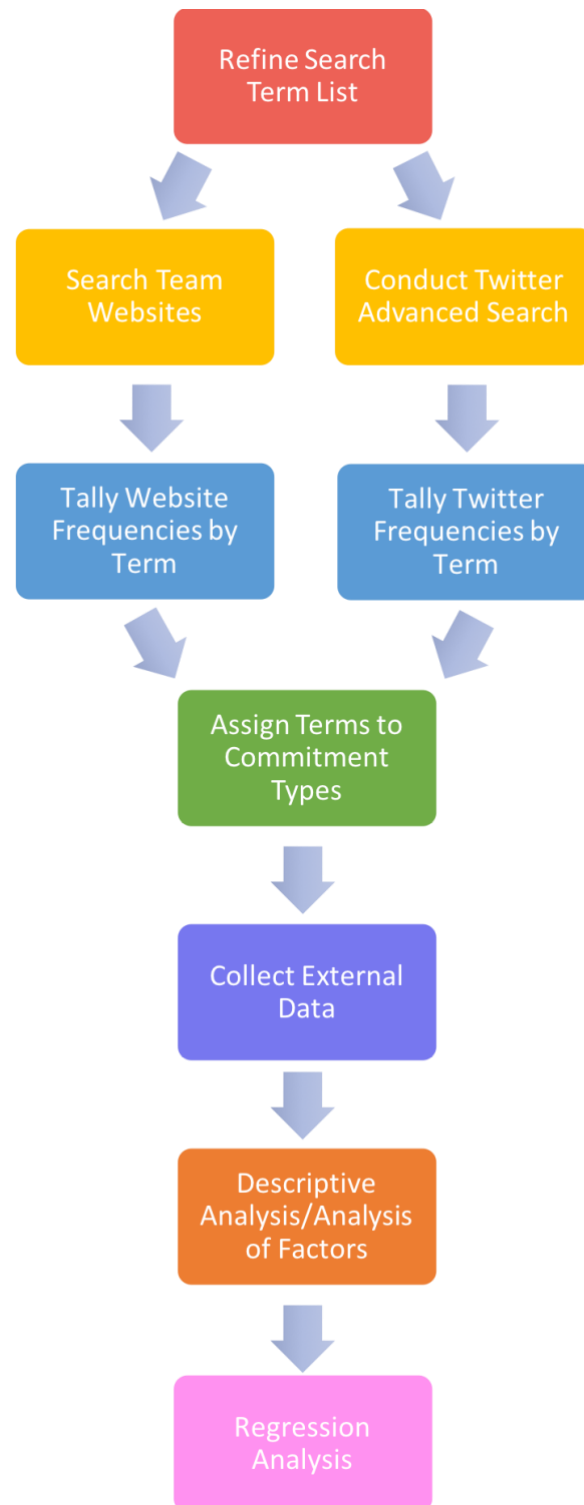 Refine Search
Term List
Search Team
Websites
Conduct Twitter
Advanced Search
Tally Website
Frequencies by
Term
Tally Twitter
Frequencies by
Term
Assign Terms to
Commitment
Types
Collect External
Data
Descriptive
Analysis/Analysis
of Factors
Regression
Analysis